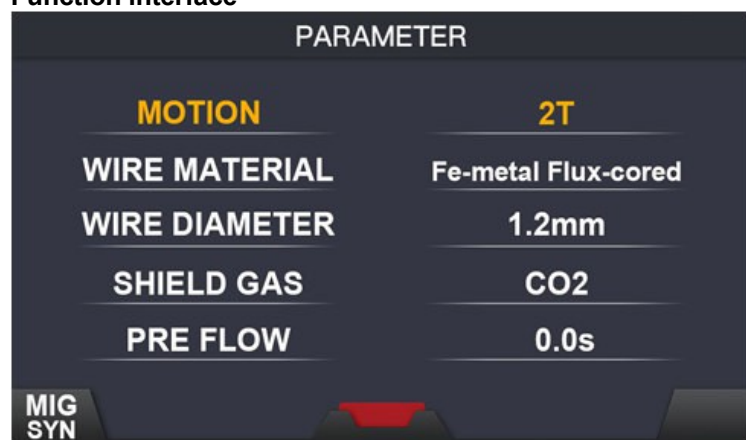 Function interface
PARAMETER
MOTION 2T
WIRE MATERIAL Fe-metal Flux-cored
WIRE DIAMETER 1.2mm
SHIELD GAS CO2
PRE FLOW 0.0s
MIG
SYN